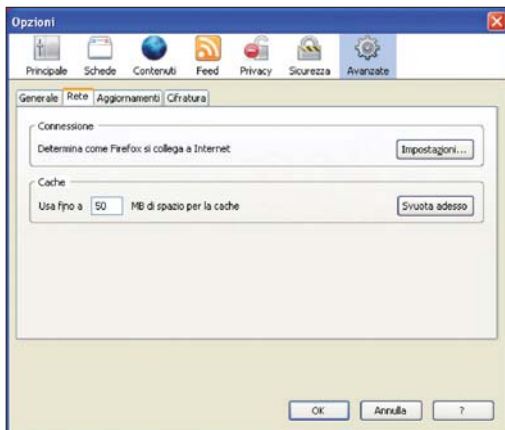 Opzioni
Principale Schede Contenuti Feed Privacy Sicurezza Avanzate
Generale Rete Aggiornamenti Cifratura
Connessione
Determina come Firefox si collega a Internet Impostazioni...
Cache
Usa fino a 50 MB di spazio per la cache Svuota adesso
OK Annulla ?